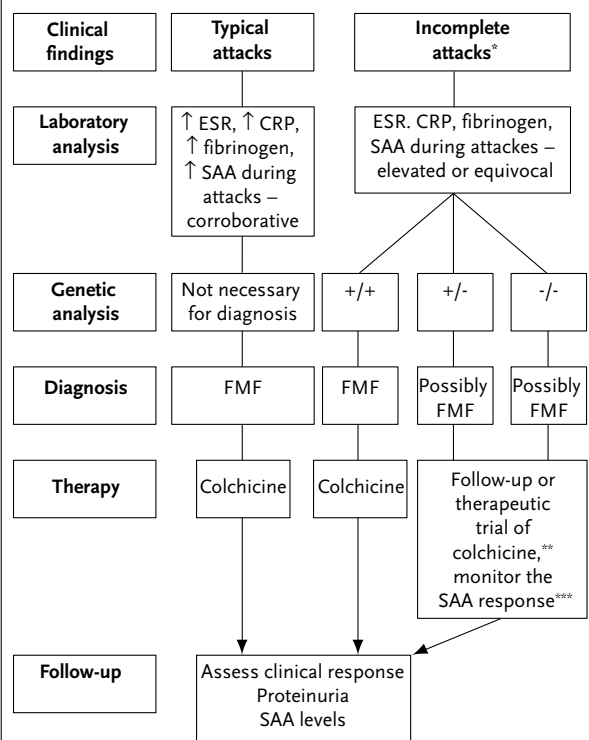 Clinical
findings
Typical
attacks
Incomplete
attacks*
Laboratory
analysis
↑ ESR, ↑ CRP,
↑ fibrinogen,
↑ SAA during
attacks –
corroborative
ESR. CRP, fibrinogen,
SAA during attackes –
elevated or equivocal
Genetic
analysis
Not necessary
for diagnosis
+/+
+/-
-/-
Diagnosis
FMF
FMF
Possibly
FMF
Possibly
FMF
Therapy
Colchicine
Colchicine
Follow-up or
therapeutic
trial of
colchicine,**
monitor the
SAA response***
Follow-up
Assess clinical response
Proteinuria
SAA levels